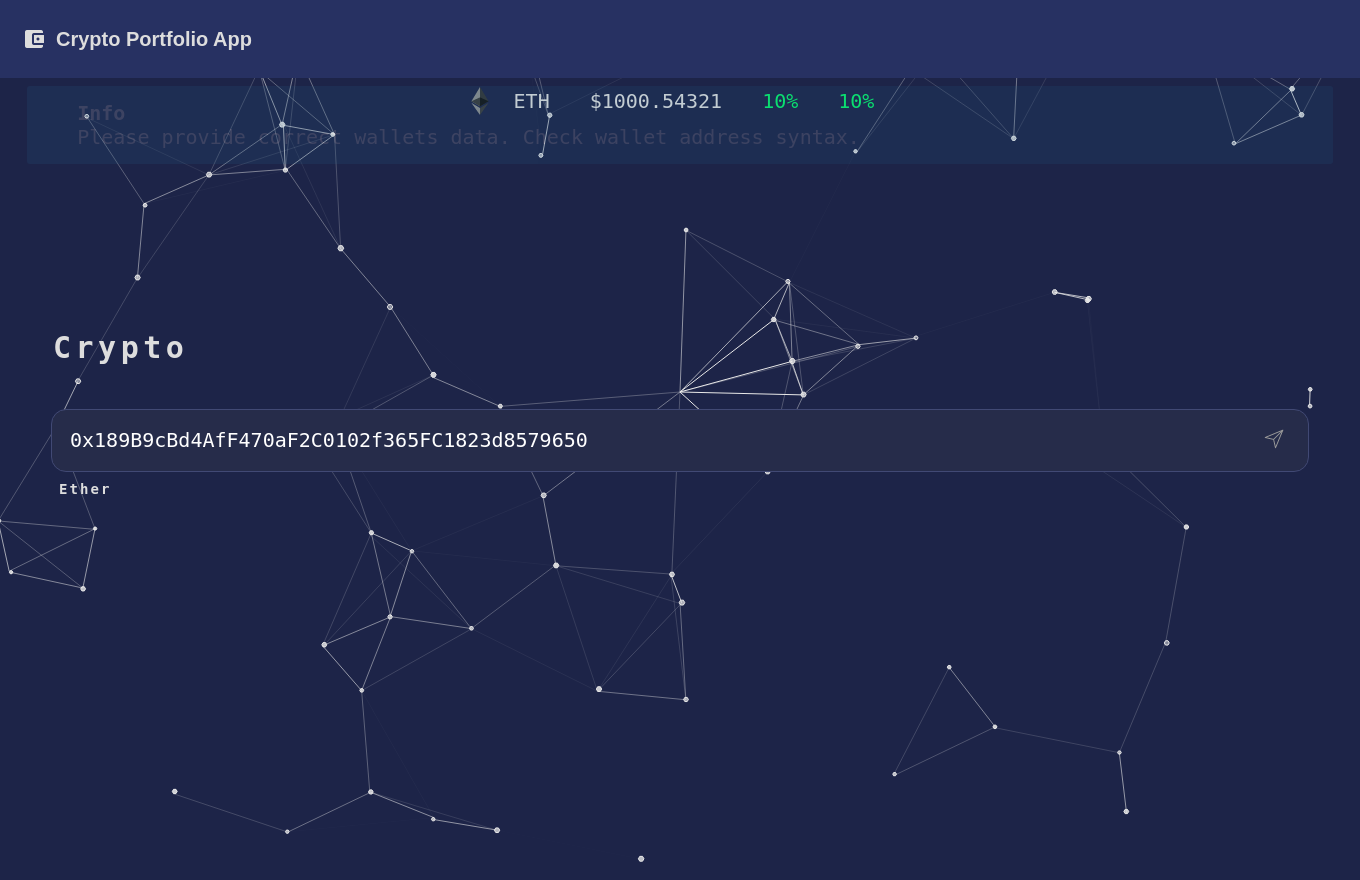 Crypto Portfolio App
ETH $1000.54321 10% 10%
Info
Please provide correct wallets data. Check wallet address syntax.
Crypto
0x189B9cBd4AfF470aF2C0102f365FC1823d8579650
Ether